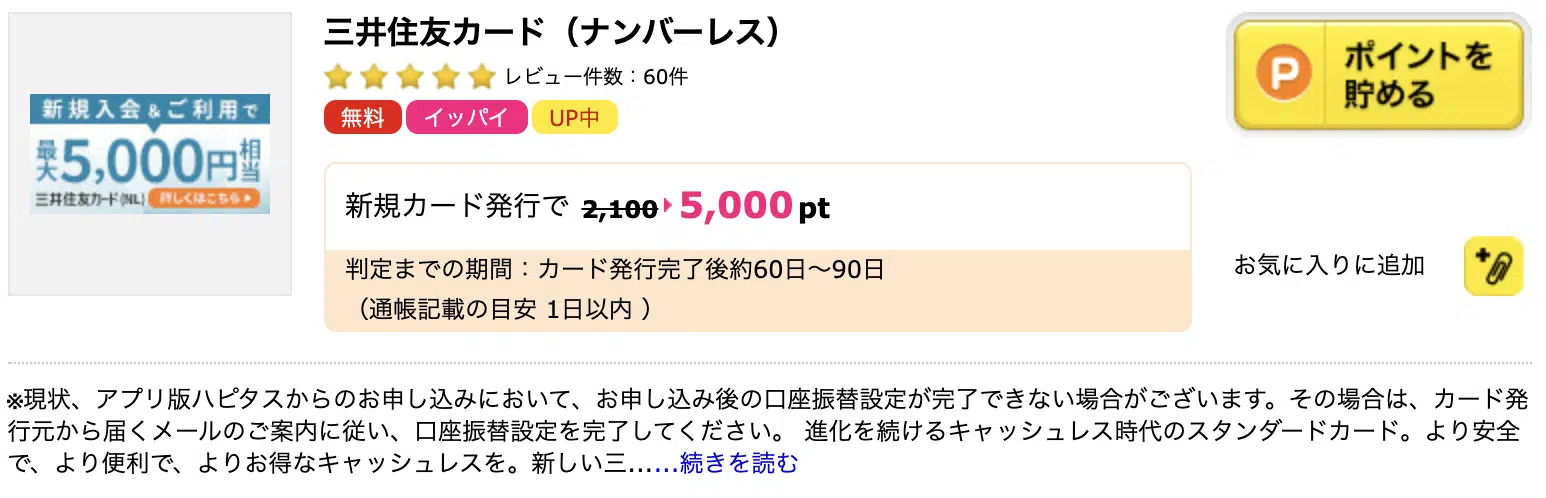 三井住友カード（ナンバーレス）
レビュー件数：60件
無料 イッパイ UP中
新規入会&ご利用で
最大5,000円相当
三井住友カード(NL) 詳しくはこちら
新規カード発行で 2,100 5,000pt
判定までの期間：カード発行完了後約60日〜90日
（通帳記載の目安 1日以内 ）
P ポイントを
貯める
お気に入りに追加
※現状、アプリ版ハピタスからのお申し込みにおいて、お申し込み後の口座振替設定が完了できない場合がございます。その場合は、カード発
行元から届くメールのご案内に従い、口座振替設定を完了してください。 進化を続けるキャッシュレス時代のスタンダードカード。より安全
で、より便利で、よりお得なキャッシュレスを。新しい三……続きを読む